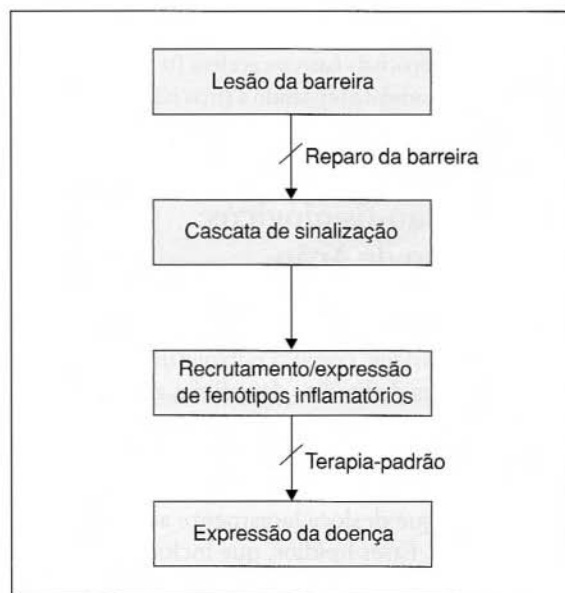 Lesão da barreira
Reparo da barreira
Cascata de sinalização
Recrutamento/expressão
de fenótipos inflamatórios
Terapia-padrão
Expressão da doença